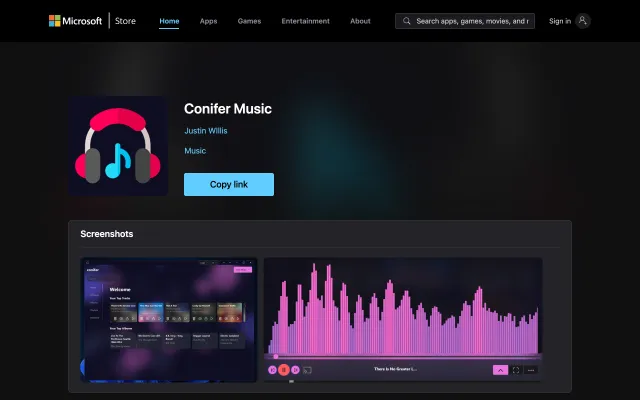 Microsoft
Store
Home
Apps
Games
Entertainment
About
Search apps, games, movies, and r
Sign in
Conifer Music
Justin Willis
Music
Copy link
Screenshots
conifer
Welcome
Your Top Tracks
Your Top Albums
There Is No Greater L...